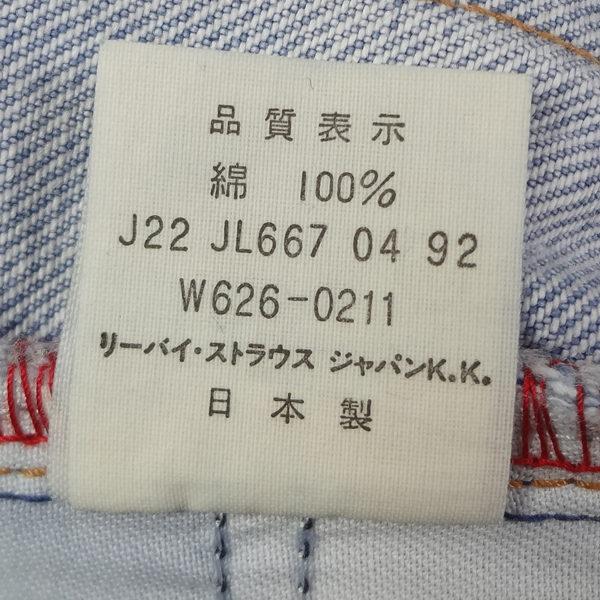 品質表示
綿 100%
J22 JL667 04 92
W626-0211
リーバイ・ストラウス ジャパンK.K.
日本製